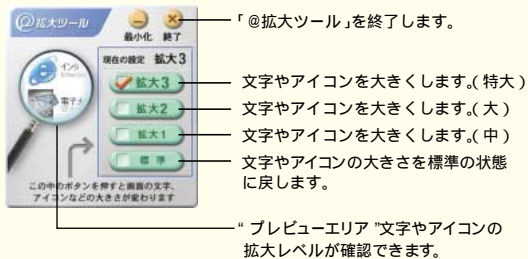 @拡大ツール
最小化 終了
現在の設定 拡大3
拡大3
拡大2
拡大1
標準
インタ
電子メ
この中のボタンを押すと画面の文字、
アイコンなどの大きさが変わります
「@拡大ツール」を終了します。
文字やアイコンを大きくします。(特大)
文字やアイコンを大きくします。(大)
文字やアイコンを大きくします。(中)
文字やアイコンの大きさを標準の状態
に戻します。
“プレビューエリア”文字やアイコンの
拡大レベルが確認できます。